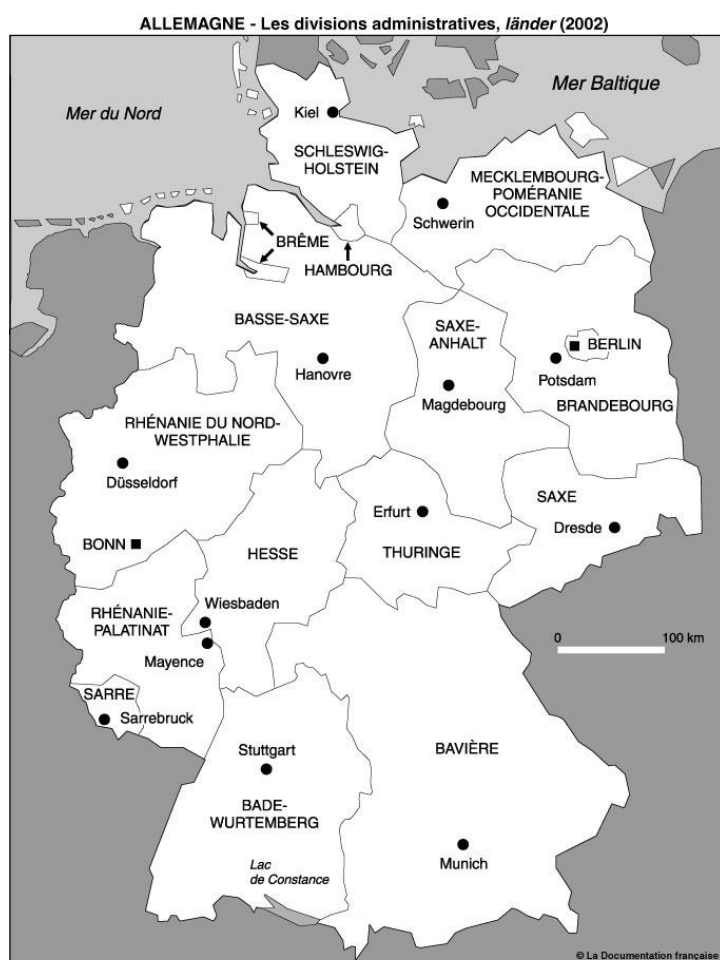 ALLEMAGNE - Les divisions administratives, länder (2002)
Mer du Nord
Mer Baltique
Kiel
SCHLESWIG-
HOLSTEIN
MECKLEMBOURG-
POMÉRANIE
OCCIDENTALE
Schwerin
BRÊME
HAMBOURG
BASSE-SAXE
Hanovre
SAXE-
ANHALT
Magdebourg
BERLIN
Potsdam
BRANDEBOURG
RHÉNANIE DU NORD-
WESTPHALIE
Düsseldorf
BONN
HESSE
Erfurt
THURINGE
SAXE
Dresde
RHÉNANIE-
PALATINAT
Wiesbaden
Mayence
0 100 km
SARRE
Sarrebruck
Stuttgart
BADE-
WURTEMBERG
BAVIÈRE
Munich
Lac
de Constance
© La Documentation française